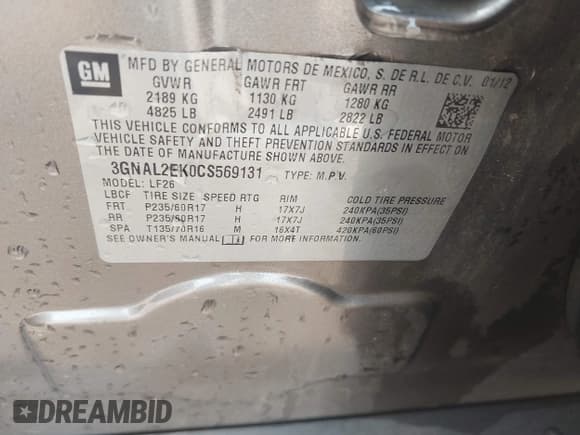 GM
MFD BY GENERAL MOTORS DE MEXICO, S. DE R.L. DE C.V. 01/12
GVWR GAWR FRT GAWR RR
2189 KG 1130 KG 1280 KG
4825 LB 2491 LB 2822 LB
THIS VEHICLE CONFORMS TO ALL APPLICABLE U.S. FEDERAL MOTOR
VEHICLE SAFETY AND THEFT PREVENTION STANDARDS IN EFFECT ON
THE DATE OF MANUFACTURE SHOWN ABOVE.
3GNAL2EK0CS569131 TYPE: M.P.V.
MODEL: LF26
LBCF TIRE SIZE SPEED RTG RIM COLD TIRE PRESSURE
FRT P235/60R17 H 17X7J 240KPA(35PSI)
RR P235/60R17 H 17X7J 240KPA(35PSI)
SPA T135/70R16 M 16X4T 420KPA(60PSI)
SEE OWNER'S MANUAL FOR MORE INFORMATION
DREAMBID